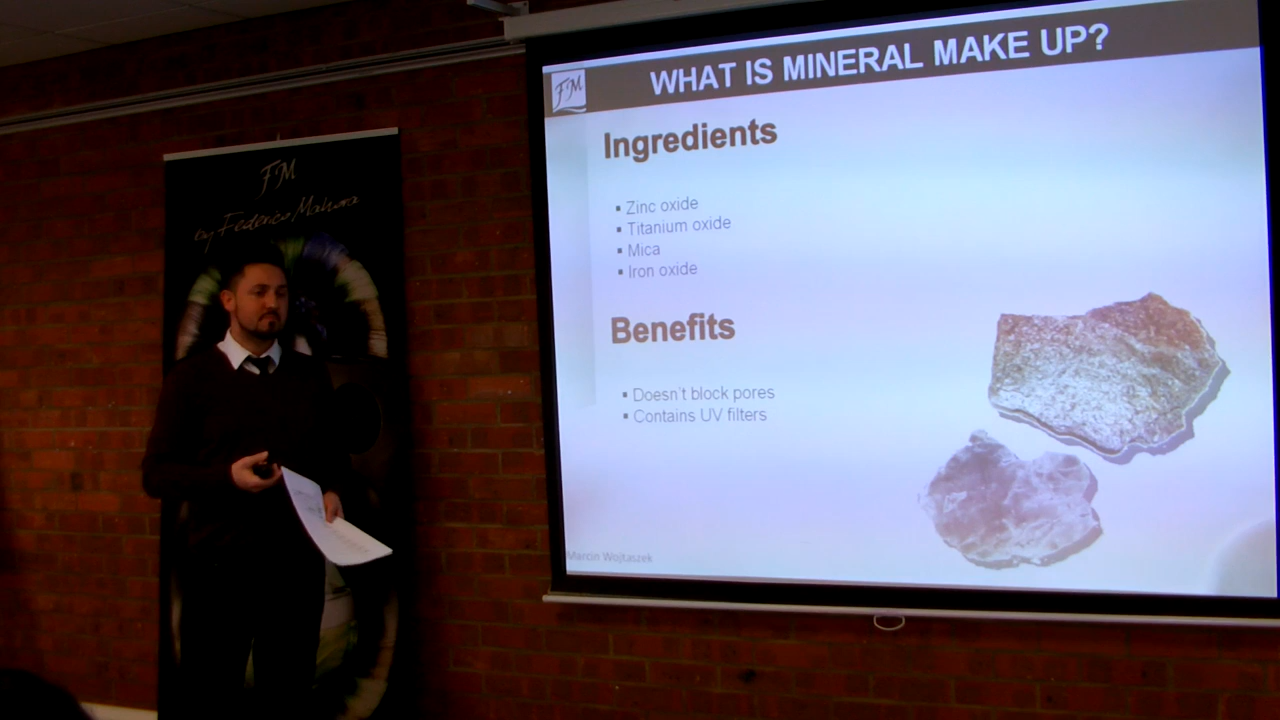 FM
by Federico Mahora
FM
WHAT IS MINERAL MAKE UP?
Ingredients
▪ Zinc oxide
▪ Titanium oxide
▪ Mica
▪ Iron oxide
Benefits
▪ Doesn't block pores
▪ Contains UV filters
Marcin Wojtaszek